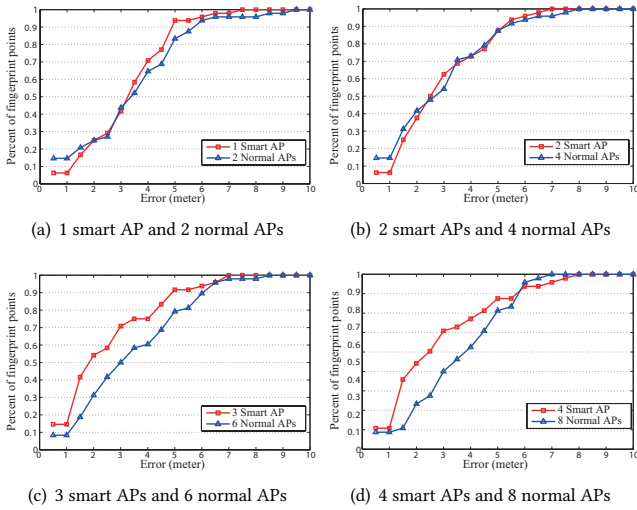 1
0.9
0.8
0.7
0.6
0.5
0.4
0.3
0.2
0.1
0
Percent of fingerprint points
1 Smart AP
2 Normal APs
0 1 2 3 4 5 6 7 8 9 10
Error (meter)
(a) 1 smart AP and 2 normal APs
1
0.9
0.8
0.7
0.6
0.5
0.4
0.3
0.2
0.1
0
Percent of fingerprint points
2 Smart AP
4 Normal APs
0 1 2 3 4 5 6 7 8 9 10
Error (meter)
(b) 2 smart APs and 4 normal APs
1
0.9
0.8
0.7
0.6
0.5
0.4
0.3
0.2
0.1
0
Percent of fingerprint points
3 Smart AP
6 Normal APs
0 1 2 3 4 5 6 7 8 9 10
Error (meter)
(c) 3 smart APs and 6 normal APs
1
0.9
0.8
0.7
0.6
0.5
0.4
0.3
0.2
0.1
Percent of fingerprint points
4 Smart AP
8 Normal APs
0 1 2 3 4 5 6 7 8 9 10
Error (meter)
(d) 4 smart APs and 8 normal APs